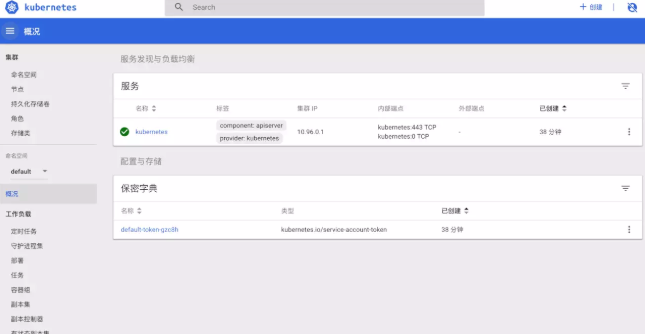 kubernetes
Search
+ 创建
概况
集群
命名空间
节点
持久化存储卷
角色
存储类
命名空间
default
概况
工作负载
定时任务
守护进程集
部署
任务
容器组
副本集
副本控制器
有状态副本集
服务发现与负载均衡
服务
名称 标签 集群 IP 内部端点 外部端点 已创建
kubernetes component: apiserver 10.96.0.1 kubernetes:443 TCP - 38 分钟
provider: kubernetes kubernetes:0 TCP
配置与存储
保密字典
名称 类型 已创建
default-token-gzc8h kubernetes.io/service-account-token 38 分钟